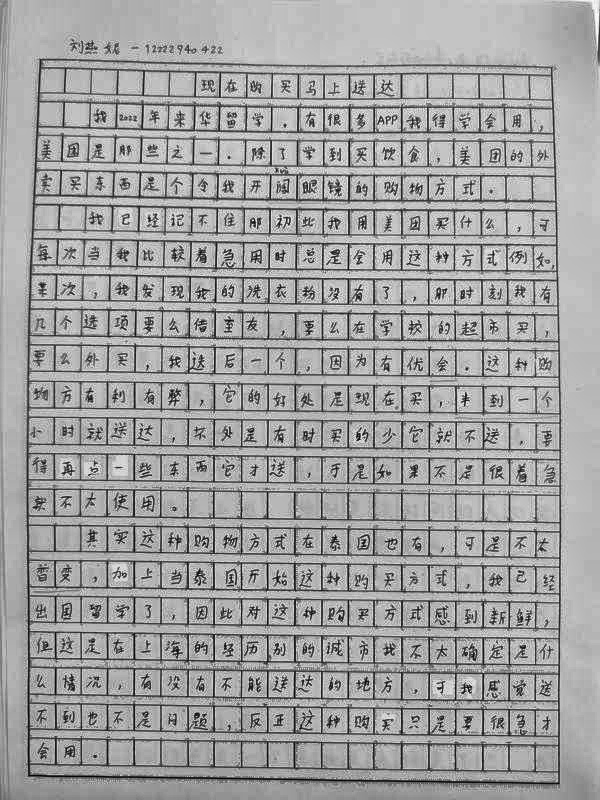 刘燕妮 - 1222940422
现在购买马上送达
我2022年来华留学。有很多APP我得学会用，
美团是那些之一。除了学到买饮食，美团的外
卖买东西是个令我开阔眼镜的购物方式。
我已经记不住那初些我用美团买什么，可
每次当我比较着急用时总是会用这种方式例如，
某次，我发现我的洗衣粉没有了，那时刻我有
几个选项要么借室友，要么在学校的超市买，
要么外买，我选后一个，因为有优会。这种购
物方有利有弊，它的好处是现在买，半到一个
小时就送达，坏处是有时买的少它就不送，要
得再点一些东西它才送，于是如果不是很着急
我不太使用。
其实这种购物方式在泰国也有，可是不太
普变，加上当泰国开始这种购买方式，我已经
出国留学了，因此对这种购买方式感到新鲜，
但这是在上海的经历别的城市我不太确定是什
么情况，有没有不能送达的地方，可我感觉送
不到也不是问题，反正这种购买只是要很急才
会用。